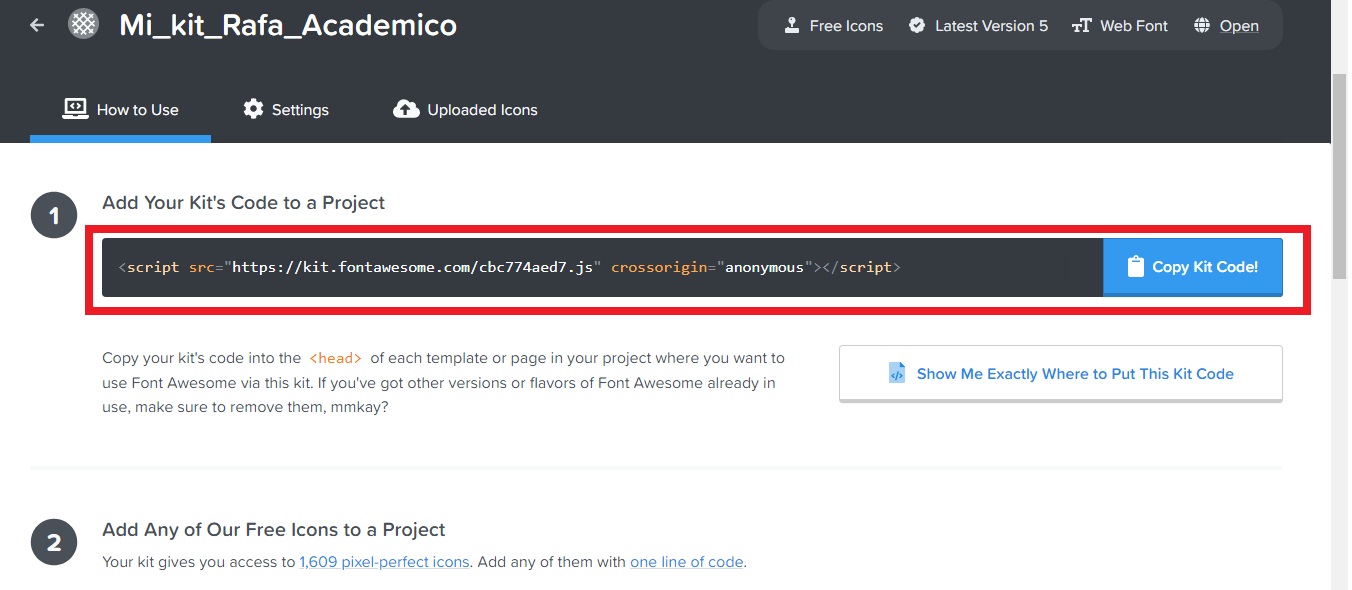 Mi_kit_Rafa_Academico
Free Icons Latest Version 5 Web Font Open
How to Use Settings Uploaded Icons
1 Add Your Kit's Code to a Project
<script src="https://kit.fontawesome.com/cbc774aed7.js" crossorigin="anonymous"></script>
Copy Kit Code!
Copy your kit's code into the <head> of each template or page in your project where you want to
use Font Awesome via this kit. If you've got other versions or flavors of Font Awesome already in
use, make sure to remove them, mmkay?
Show Me Exactly Where to Put This Kit Code
2 Add Any of Our Free Icons to a Project
Your kit gives you access to 1,609 pixel-perfect icons. Add any of them with one line of code.